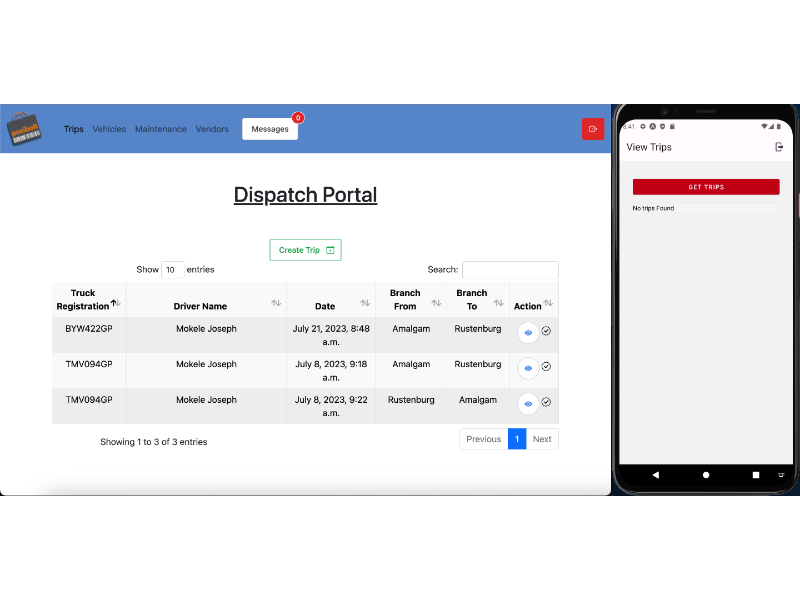 posibolt
Trips Vehicles Maintenance Vendors Messages 0
Dispatch Portal
Create Trip
Show 10 entries Search:
Truck Registration Driver Name Date Branch From Branch To Action
BYW422GP Mokele Joseph July 21, 2023, 8:48 a.m. Amalgam Rustenburg
TMV094GP Mokele Joseph July 8, 2023, 9:18 a.m. Amalgam Rustenburg
TMV094GP Mokele Joseph July 8, 2023, 9:22 a.m. Rustenburg Amalgam
Showing 1 to 3 of 3 entries Previous 1 Next
View Trips
GET TRIPS
No trips Found